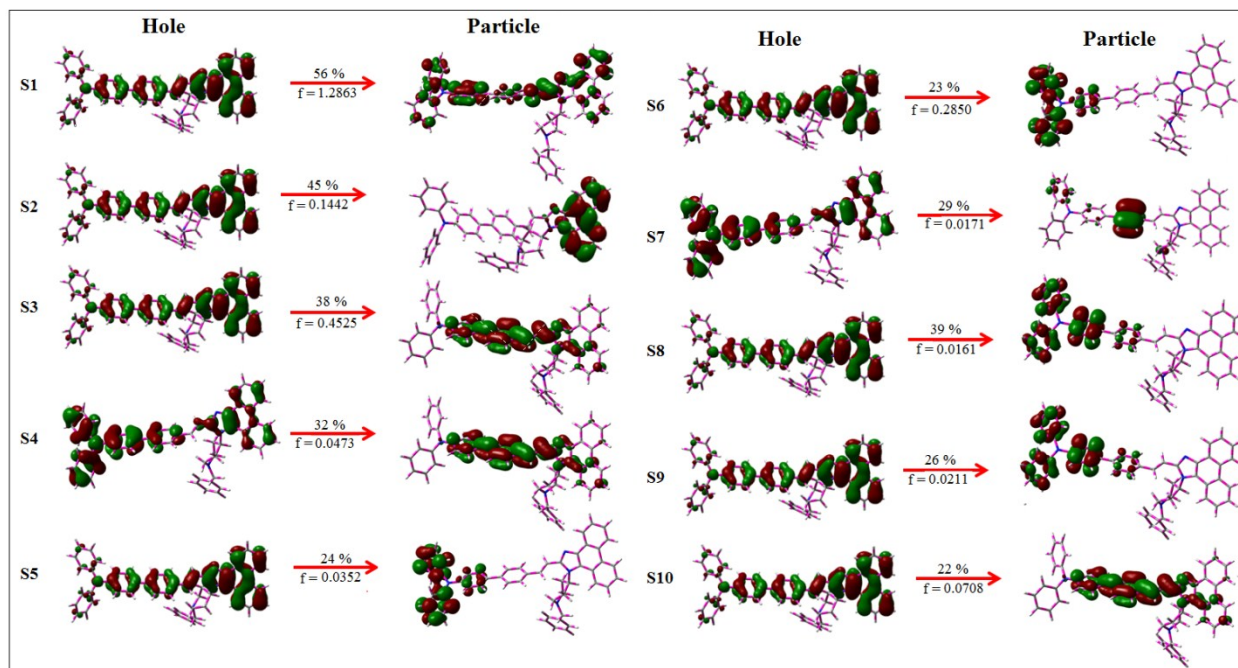 Hole Particle
S1 56 %
f = 1.2863
S2 45 %
f = 0.1442
S3 38 %
f = 0.4525
S4 32 %
f = 0.0473
S5 24 %
f = 0.0352
Hole Particle
S6 23 %
f = 0.2850
S7 29 %
f = 0.0171
S8 39 %
f = 0.0161
S9 26 %
f = 0.0211
S10 22 %
f = 0.0708